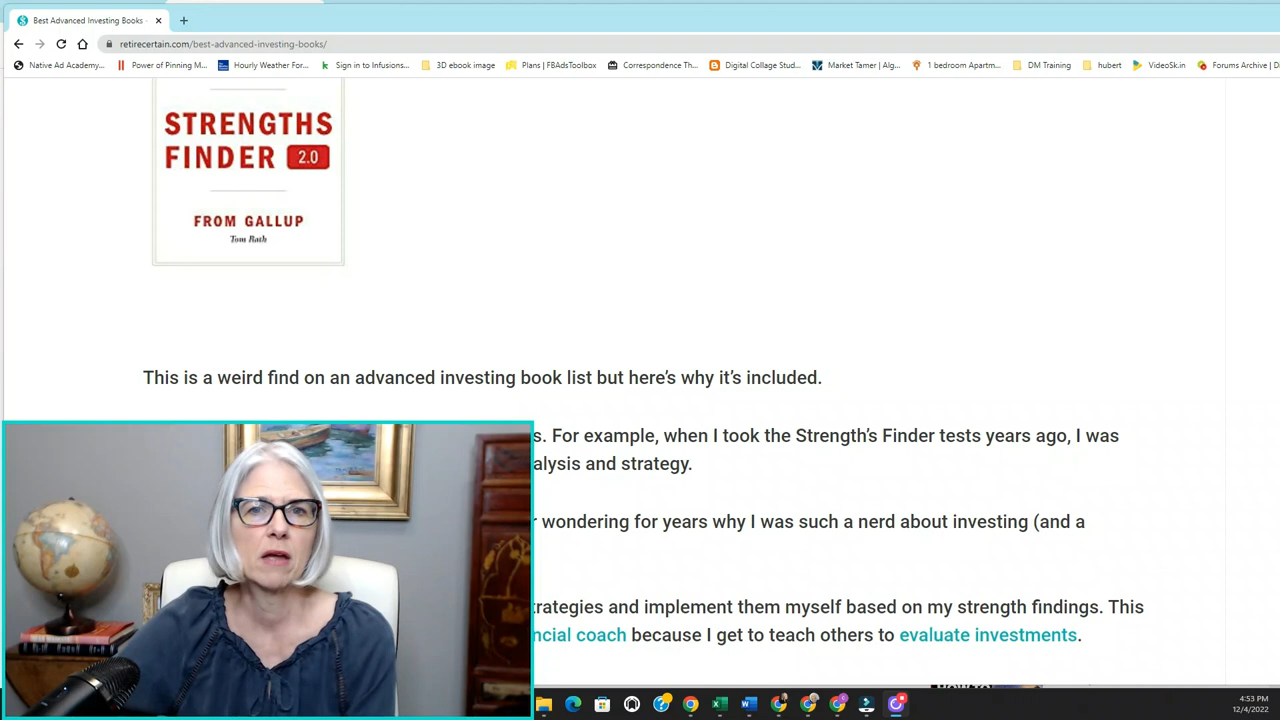 Best Advanced Investing Books
retirecertain.com/best-advanced-investing-books/
Native Ad Academy...
Power of Pinning M...
Hourly Weather For...
Sign in to Infusions...
3D ebook image
Plans | FBAdsToolbox
Correspondence Th...
Digital Collage Stud...
Market Tamer | Alg...
1 bedroom Apartm...
DM Training
hubert
VideoSk.in
Forums Archive | D
STRENGTHS
FINDER 2.0
FROM GALLUP
Tom Rath
This is a weird find on an advanced investing book list but here's why it's included.
s. For example, when I took the Strength's Finder tests years ago, I was
alysis and strategy.
r wondering for years why I was such a nerd about investing (and a
trategies and implement them myself based on my strength findings. This
ncial coach because I get to teach others to evaluate investments.
4:53 PM
12/4/2022